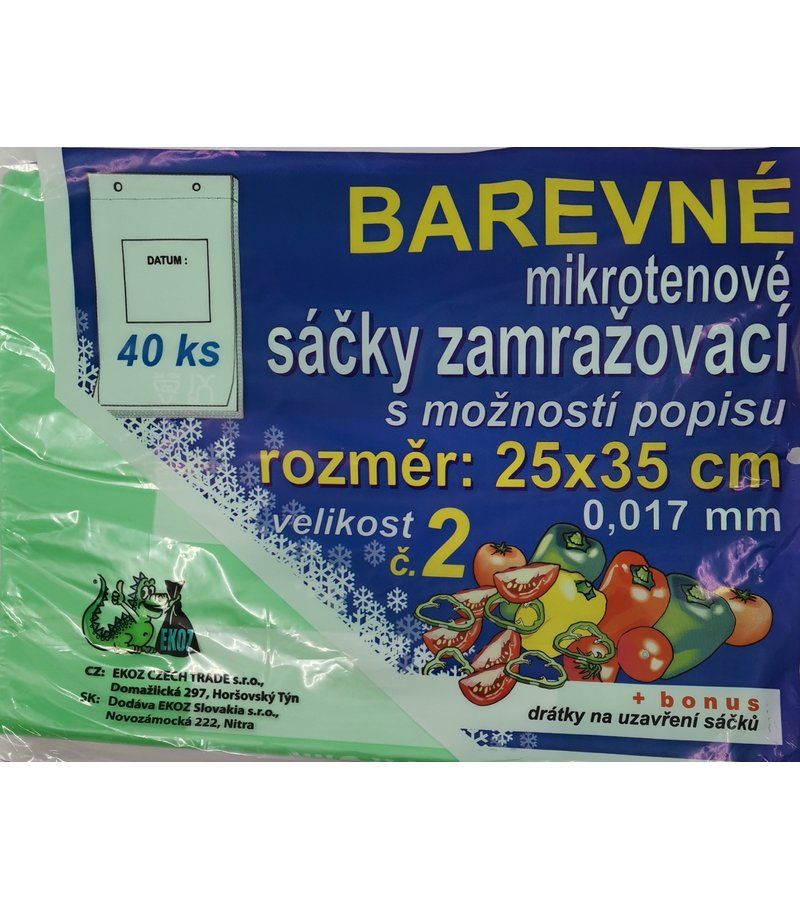 BAREVNÉ
mikrotenové
sáčky zamražovací
s možností popisu
rozměr: 25x35 cm
0,017 mm
velikost
č. 2
DATUM :
40 ks
EKOZ
CZ: EKOZ CZECH TRADE s.r.o.,
Domažlická 297, Horšovský Týn
SK: Dodáva EKOZ Slovakia s.r.o.,
Novozámocká 222, Nitra
+ bonus
drátky na uzavření sáčků